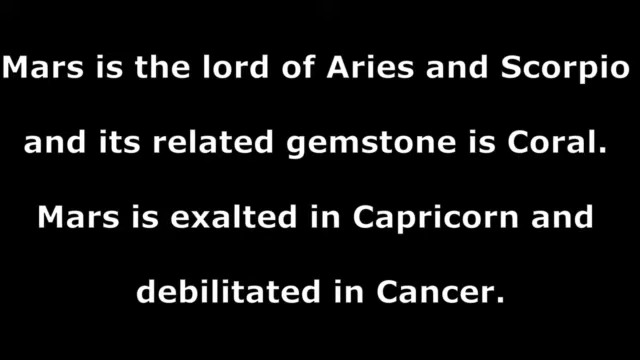 Mars is the lord of Aries and Scorpio
and its related gemstone is Coral.
Mars is exalted in Capricorn and
debilitated in Cancer.